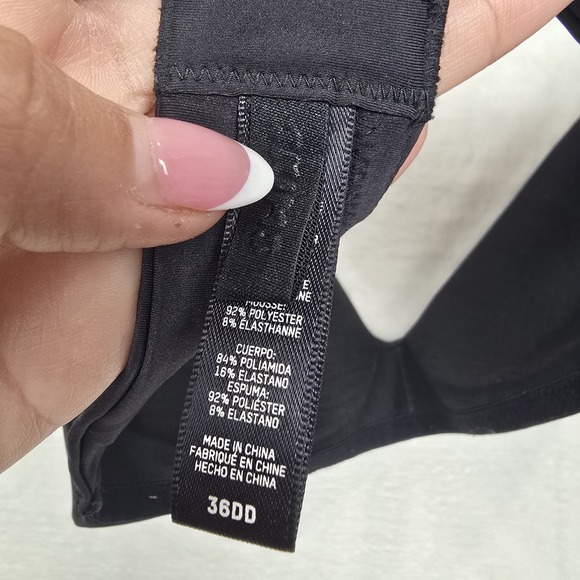 MOUSSE:
92% POLYESTER
8% ÉLASTHANNE
CUERPO:
84% POLIAMIDA
16% ELASTANO
ESPUMA:
92% POLIÉSTER
8% ELASTANO
MADE IN CHINA
FABRIQUÉ EN CHINE
HECHO EN CHINA
36DD